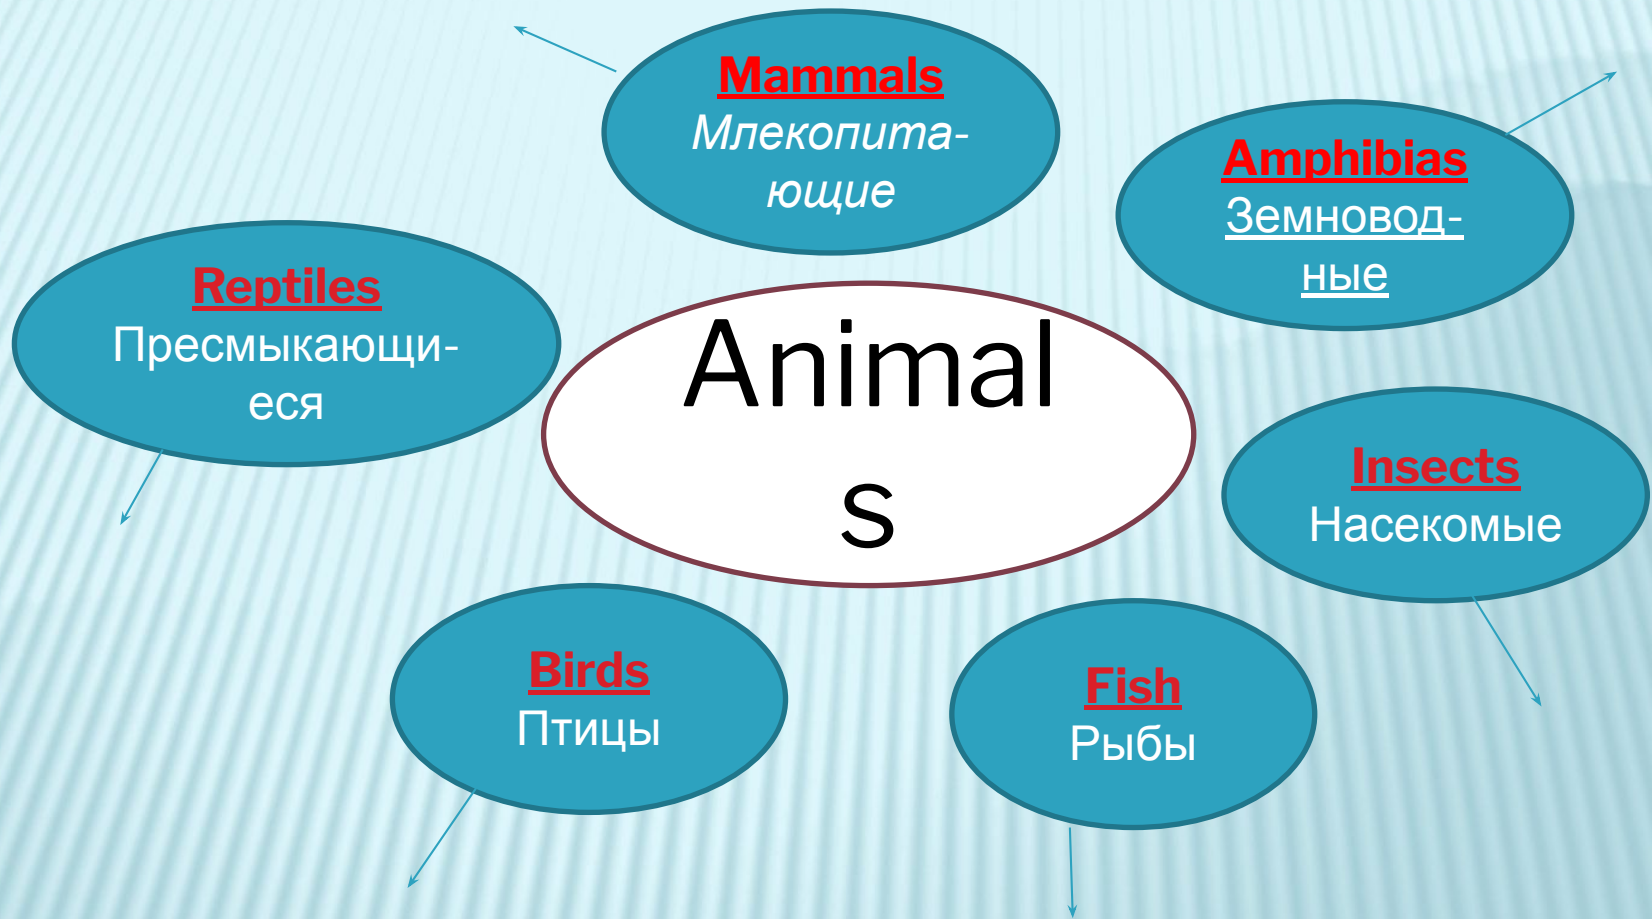 Mammals
Млекопита-
ющие
Amphibias
Земновод-
ные
Reptiles
Пресмыкающи-
еся
Animal
s
Insects
Насекомые
Birds
Птицы
Fish
Рыбы